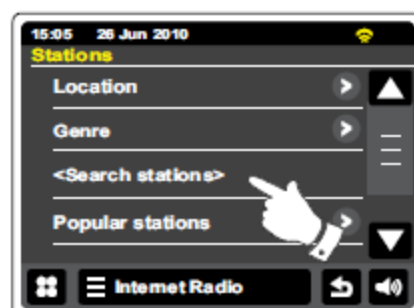 15:05 26 Jun 2010
Stations
Location
Genre
<Search stations>
Popular stations
Internet Radio